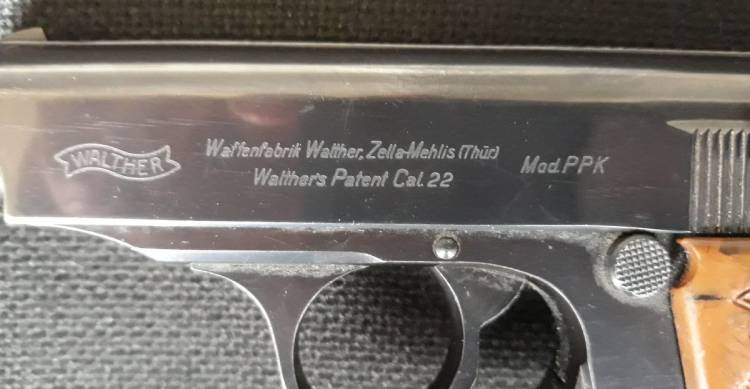 WALTHER
Waffenfabrik Walther, Zella-Mehlis (Thür)
Walther's Patent Cal. 22
Mod. PPK